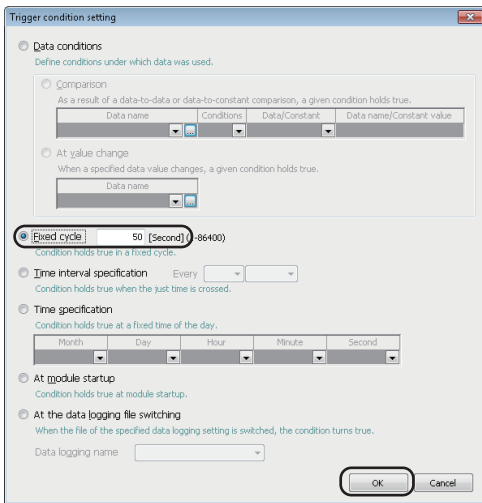 Trigger condition setting
Data conditions
Define conditions under which data was used.
Comparison
As a result of a data-to-data or data-to-constant comparison, a given condition holds true.
Data name Conditions Data/Constant Data name/Constant value
At value change
When a specified data value changes, a given condition holds true.
Data name
Fixed cycle 50 [Second] ( -86400)
Condition holds true in a fixed cycle.
Time interval specification Every
Condition holds true when the just time is crossed.
Time specification
Condition holds true at a fixed time of the day.
Month Day Hour Minute Second
At module startup
Condition holds true at module startup.
At the data logging file switching
When the file of the specified data logging setting is switched, the condition turns true.
Data logging name
OK Cancel